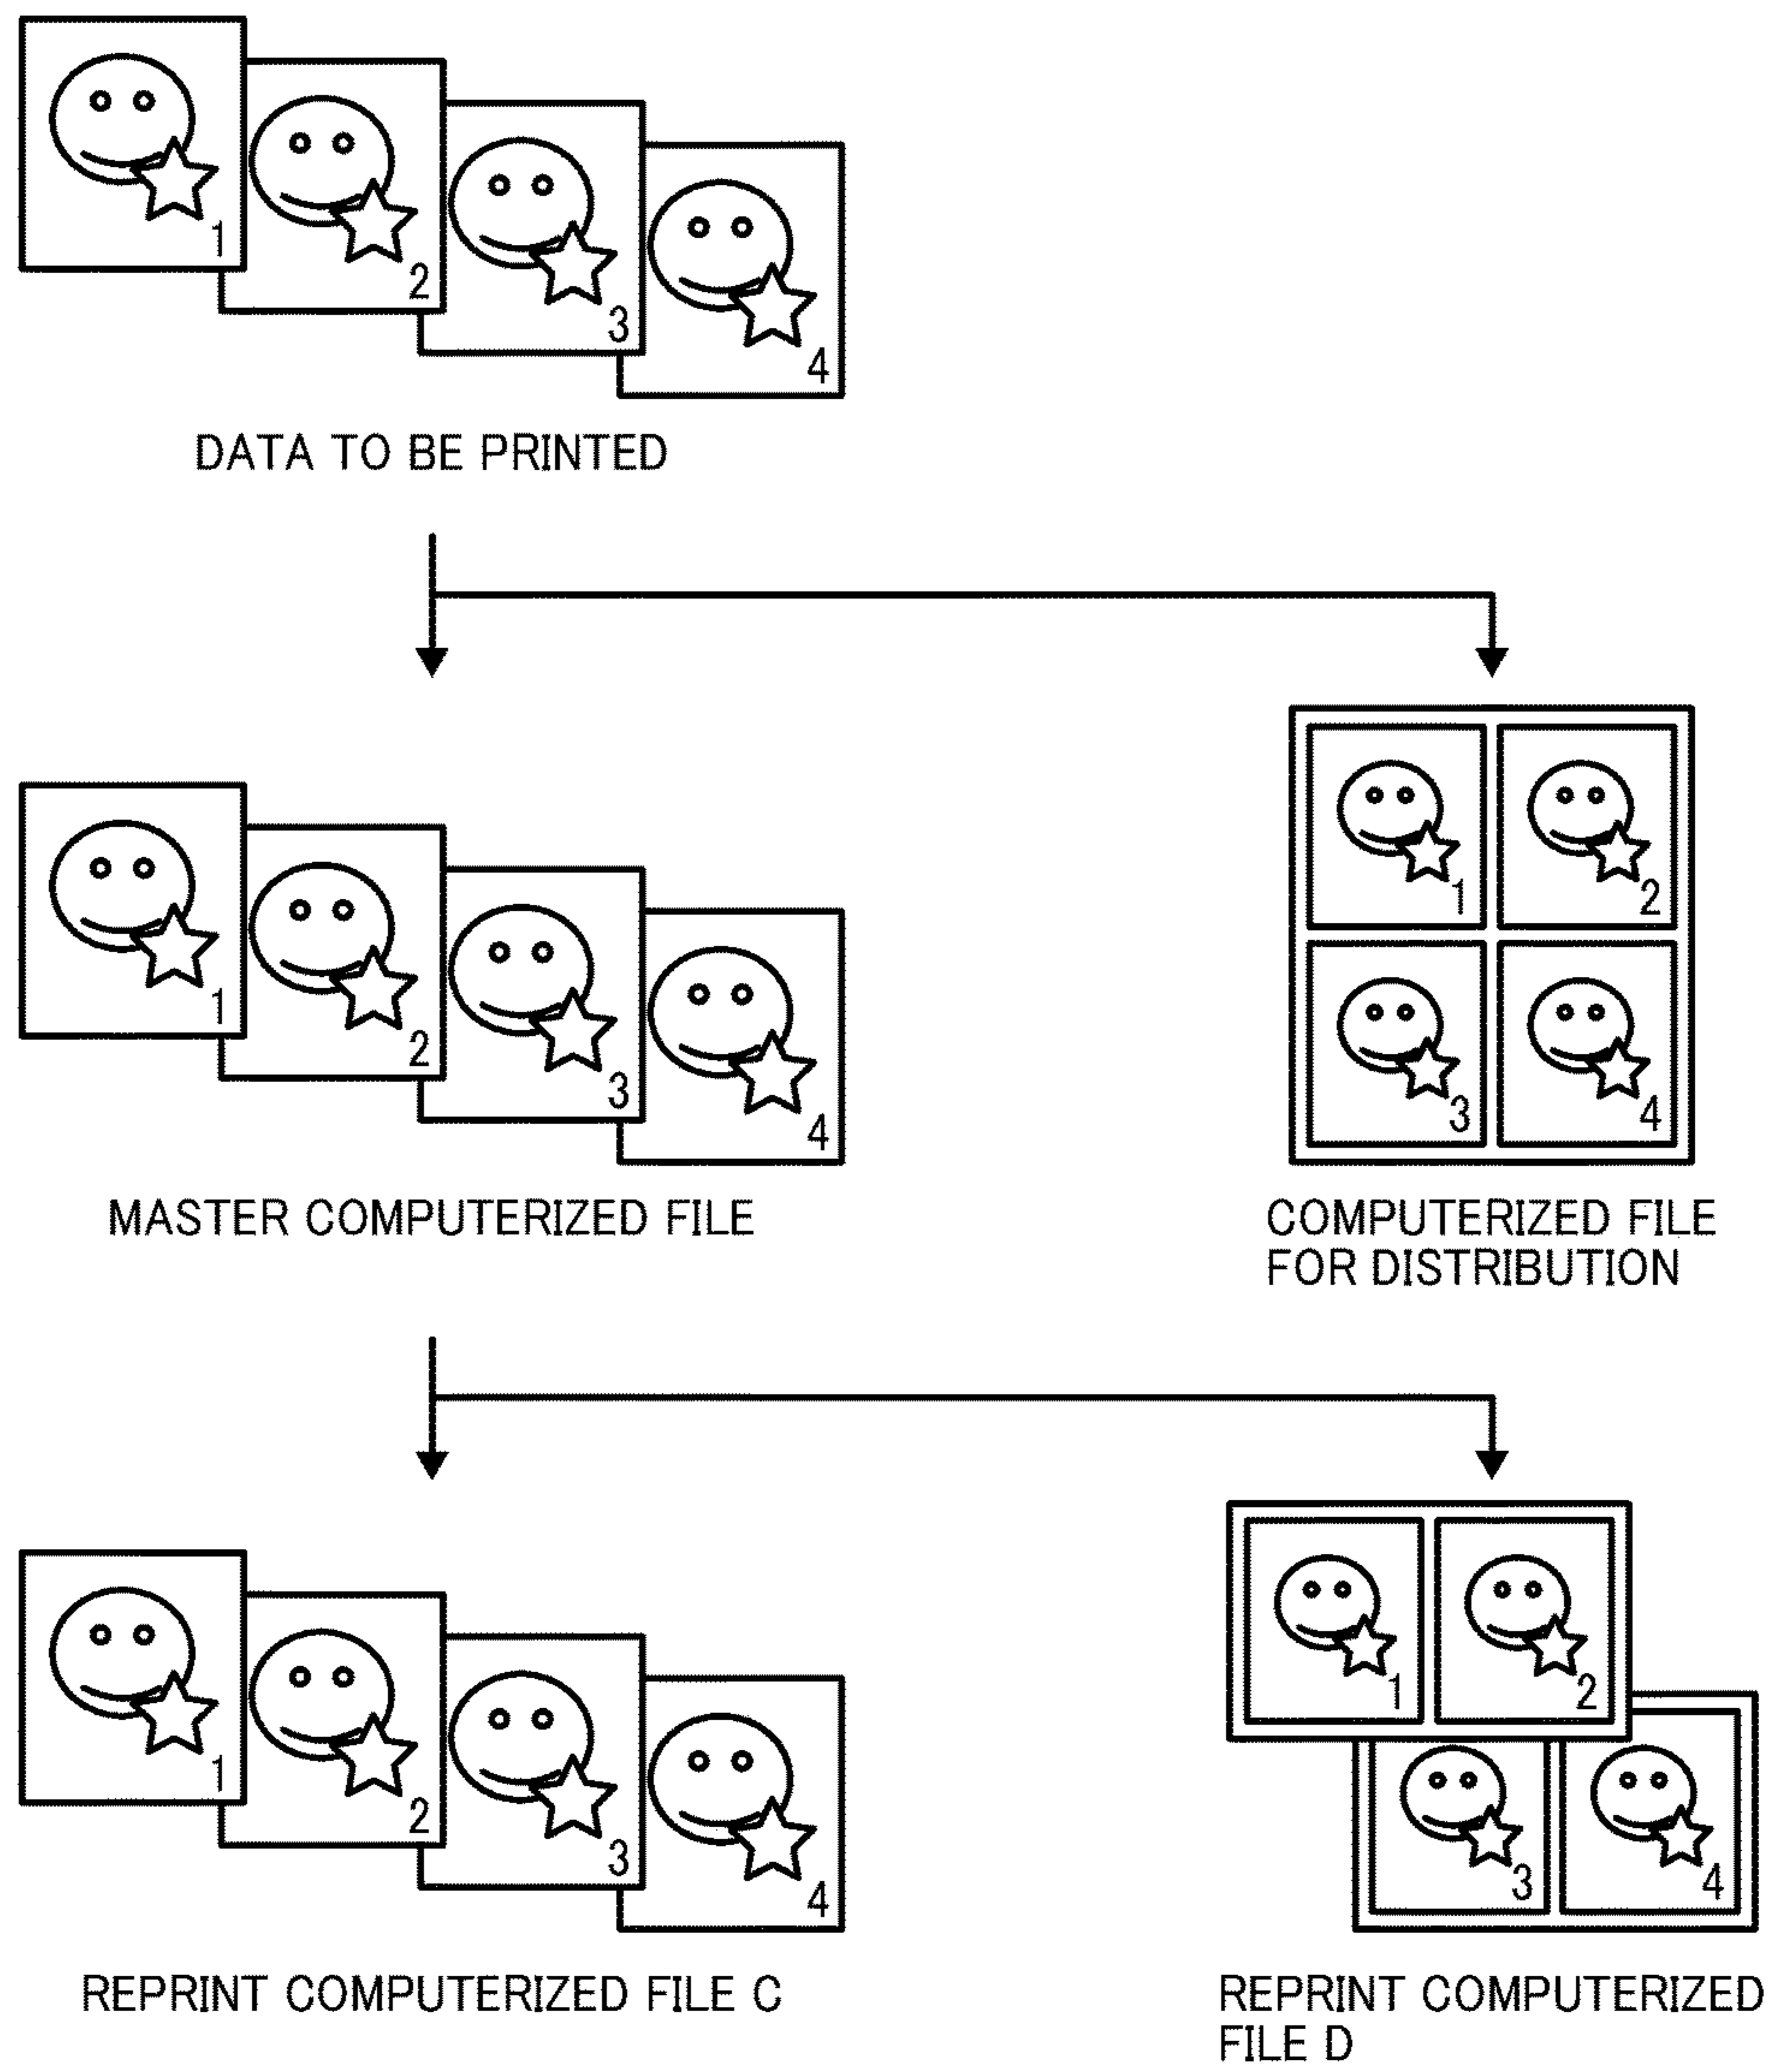 1
2
3
4
DATA TO BE PRINTED
1
2
3
4
MASTER COMPUTERIZED FILE
1 2
3 4
COMPUTERIZED FILE
FOR DISTRIBUTION
1
2
3
4
REPRINT COMPUTERIZED FILE C
1 2
3 4
REPRINT COMPUTERIZED
FILE D